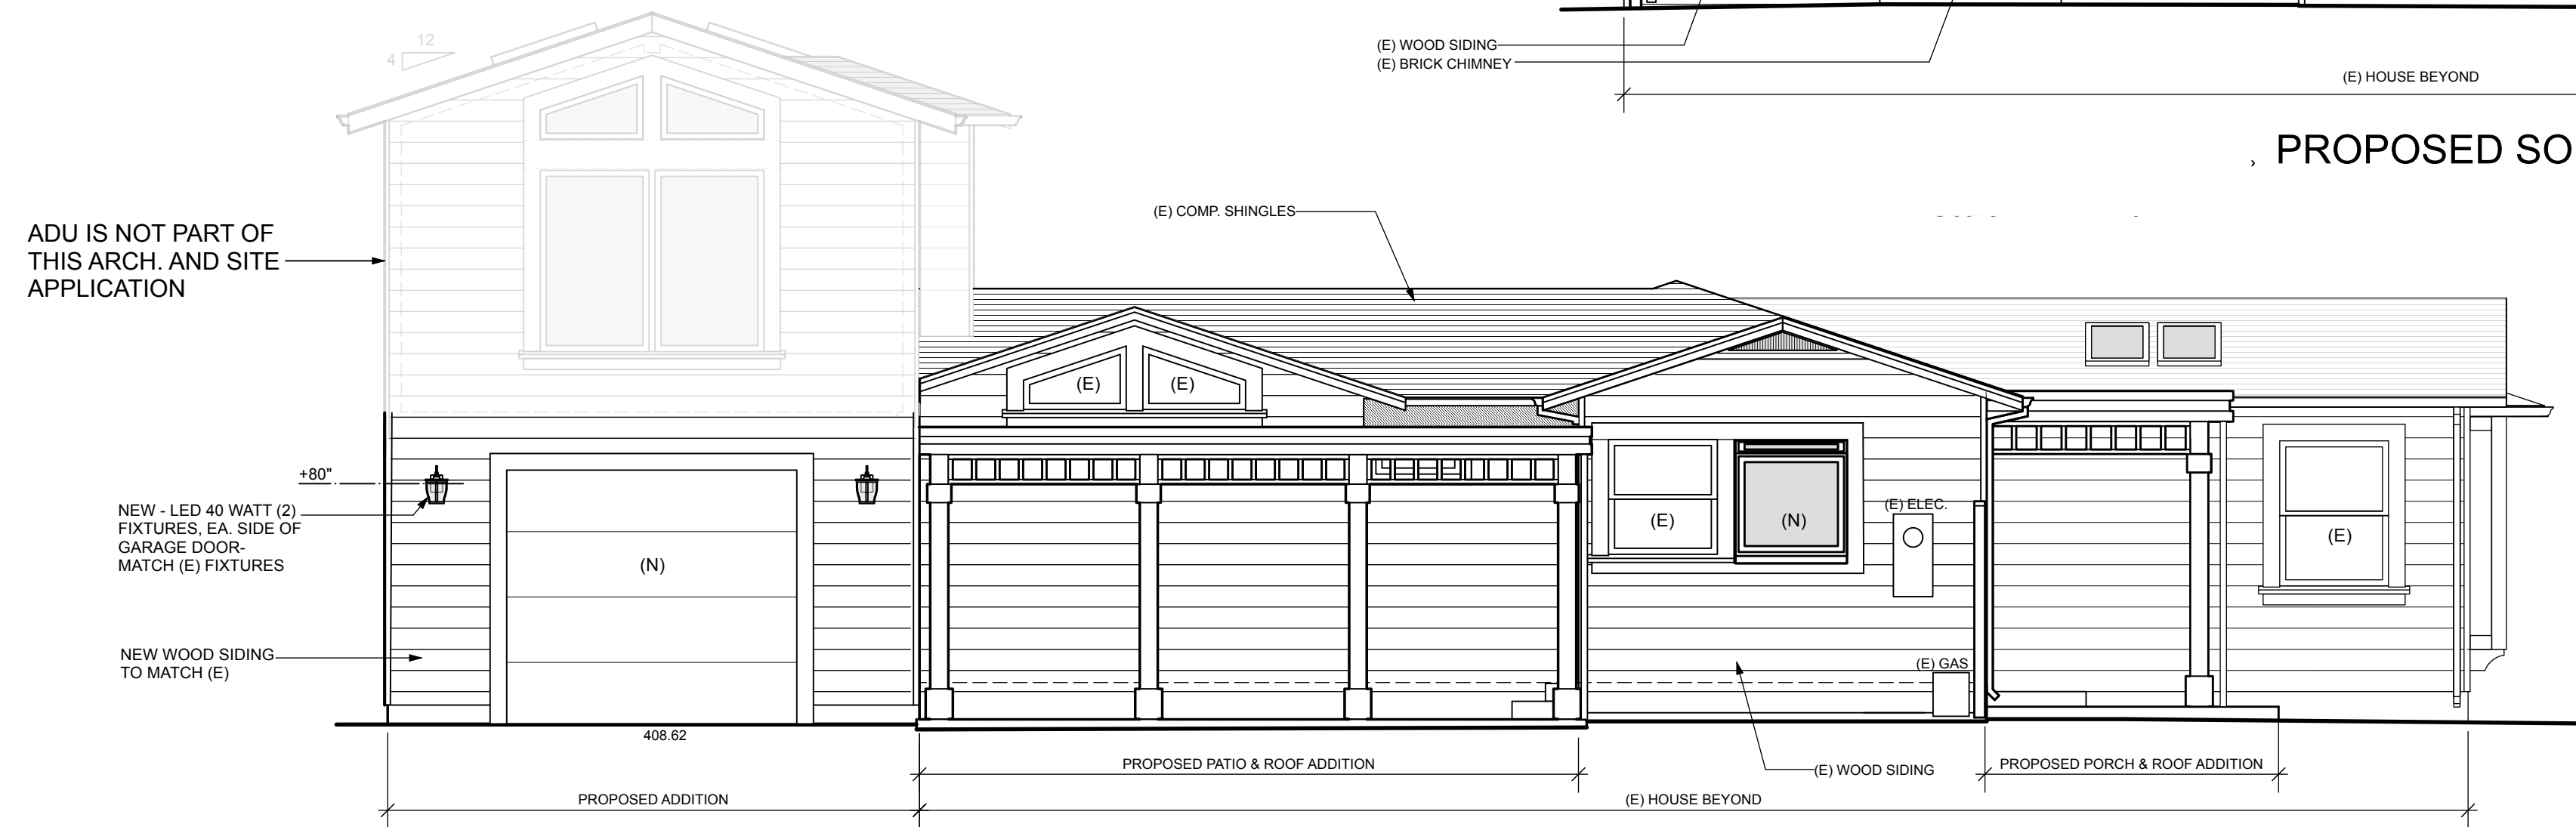 (E) WOOD SIDING
(E) BRICK CHIMNEY
(E) HOUSE BEYOND
PROPOSED SO
12
4
ADU IS NOT PART OF
THIS ARCH. AND SITE
APPLICATION
(E) COMP. SHINGLES
(E)
(E)
+80"
NEW - LED 40 WATT (2)
FIXTURES, EA. SIDE OF
GARAGE DOOR-
MATCH (E) FIXTURES
(N)
(E)
(N)
(E) ELEC.
(E)
NEW WOOD SIDING
TO MATCH (E)
(E) GAS
408.62
PROPOSED PATIO & ROOF ADDITION
(E) WOOD SIDING
PROPOSED PORCH & ROOF ADDITION
PROPOSED ADDITION
(E) HOUSE BEYOND